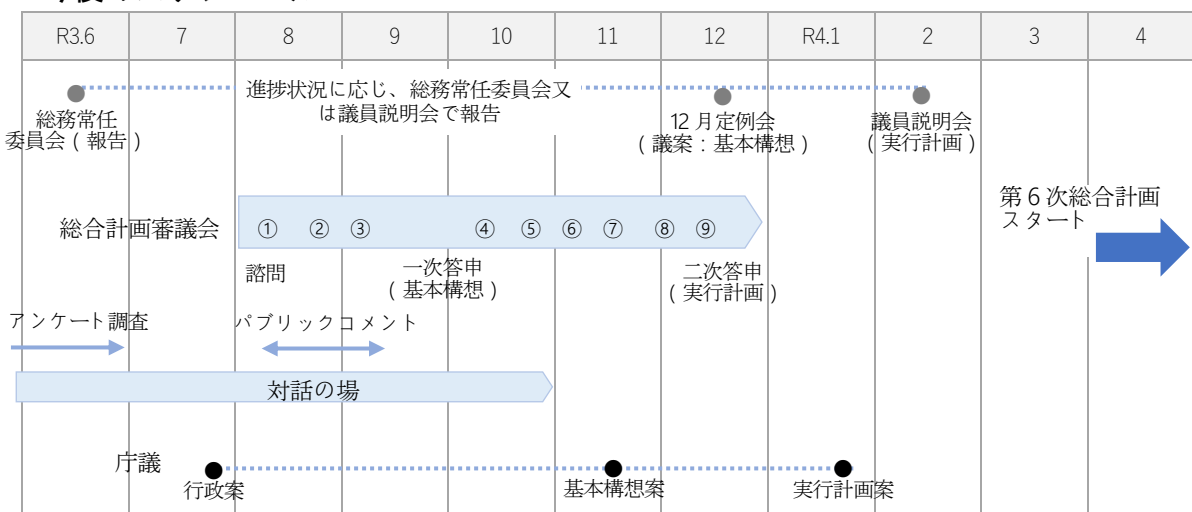 R3.6 7 8 9 10 11 12 R4.1 2 3 4
進捗状況に応じ、総務常任委員会又
は議員説明会で報告
総務常任
委員会(報告)
12月定例会
(議案:基本構想)
議員説明会
(実行計画)
第6次総合計画
スタート
総合計画審議会
① ② ③ ④ ⑤ ⑥ ⑦ ⑧ ⑨
諮問
一次答申
(基本構想)
二次答申
(実行計画)
アンケート調査
パブリックコメント
対話の場
庁議
行政案
基本構想案
実行計画案